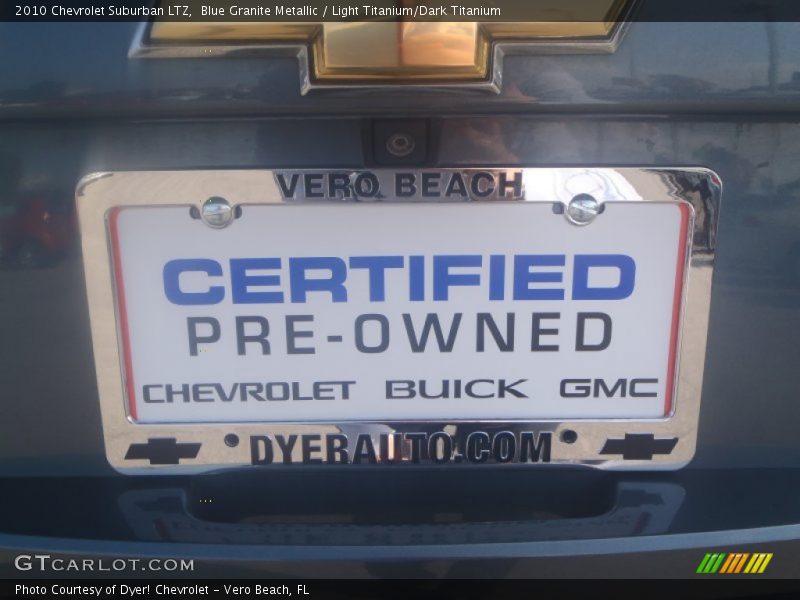 2010 Chevrolet Suburban LTZ,  Blue Granite Metallic / Light Titanium/Dark Titanium
VERO BEACH
CERTIFIED
PRE-OWNED
CHEVROLET BUICK GMC
DYERAUTO.COM
GTCARLOT.COM
Photo Courtesy of Dyer! Chevrolet - Vero Beach, FL